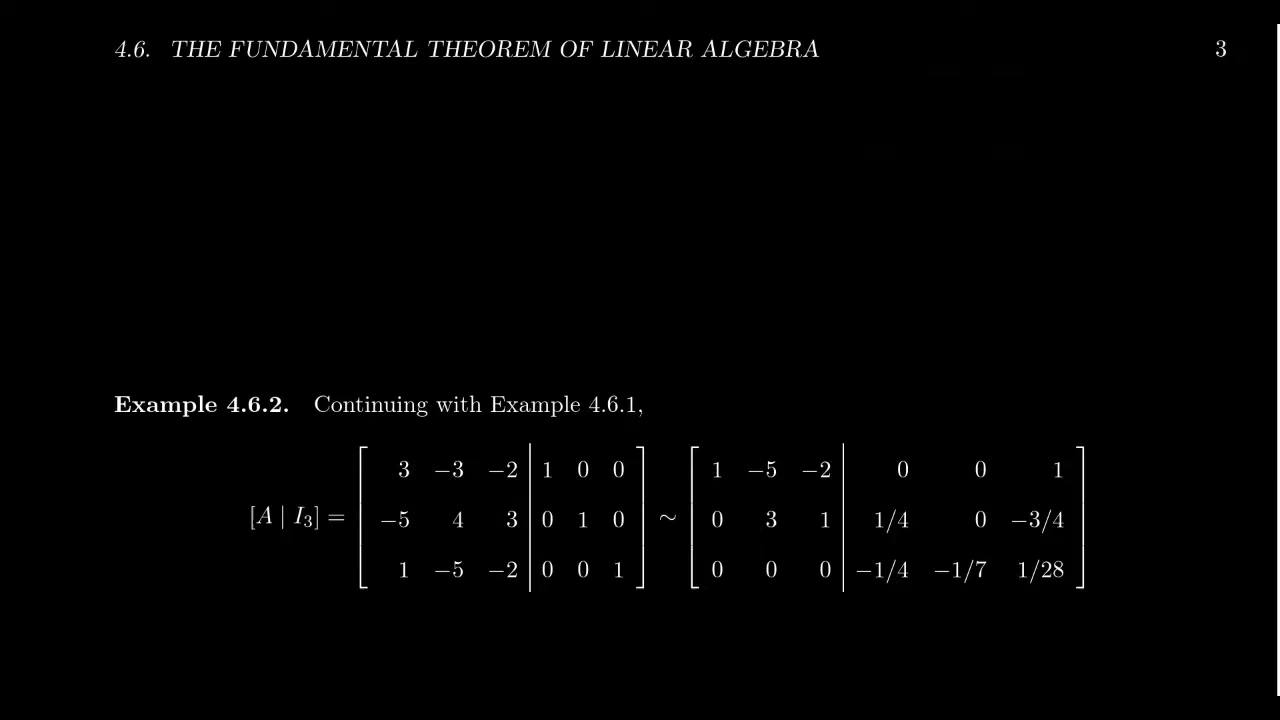 4.6. THE FUNDAMENTAL THEOREM OF LINEAR ALGEBRA 3
Example 4.6.2. Continuing with Example 4.6.1,
3 −3 −2 1 0 0 1 −5 −2 0 0 1
[A | I₃] = −5 4 3 0 1 0 ∼ 0 3 1 1/4 0 −3/4
1 −5 −2 0 0 1 0 0 0 −1/4 −1/7 1/28